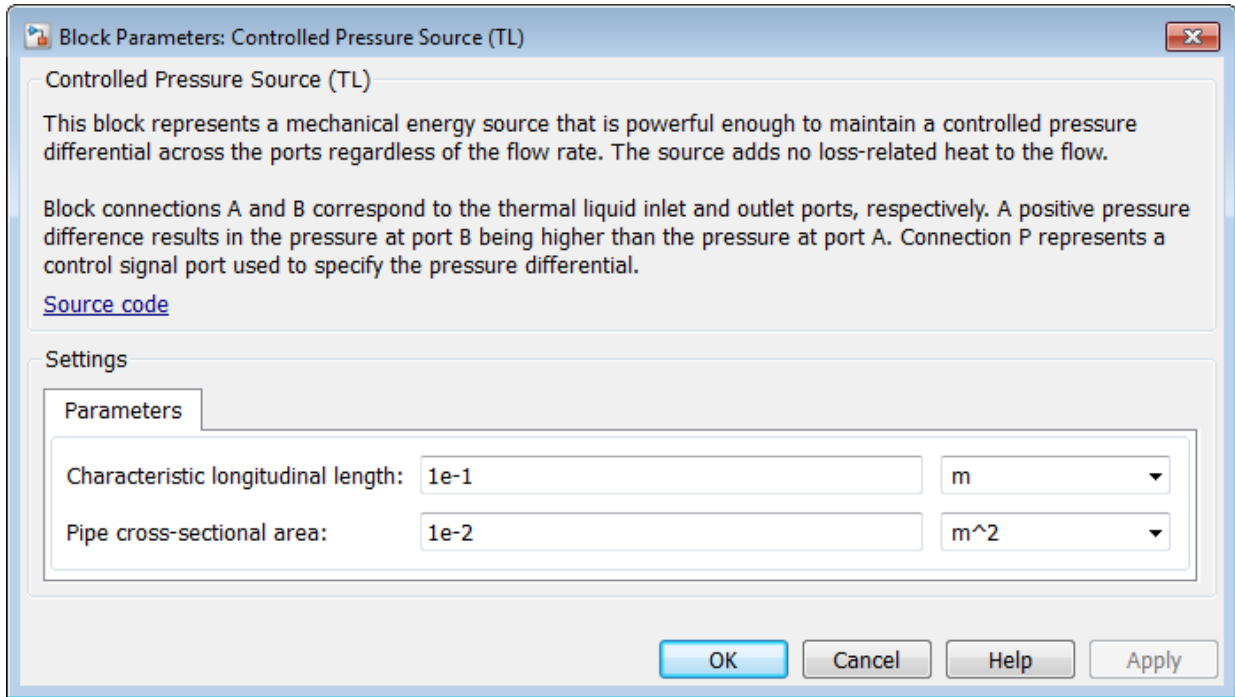 Block Parameters: Controlled Pressure Source (TL)
Controlled Pressure Source (TL)
This block represents a mechanical energy source that is powerful enough to maintain a controlled pressure
differential across the ports regardless of the flow rate. The source adds no loss-related heat to the flow.
Block connections A and B correspond to the thermal liquid inlet and outlet ports, respectively. A positive pressure
difference results in the pressure at port B being higher than the pressure at port A. Connection P represents a
control signal port used to specify the pressure differential.
Source code
Settings
Parameters
Characteristic longitudinal length: 1e-1 m
Pipe cross-sectional area: 1e-2 m^2
OK Cancel Help Apply